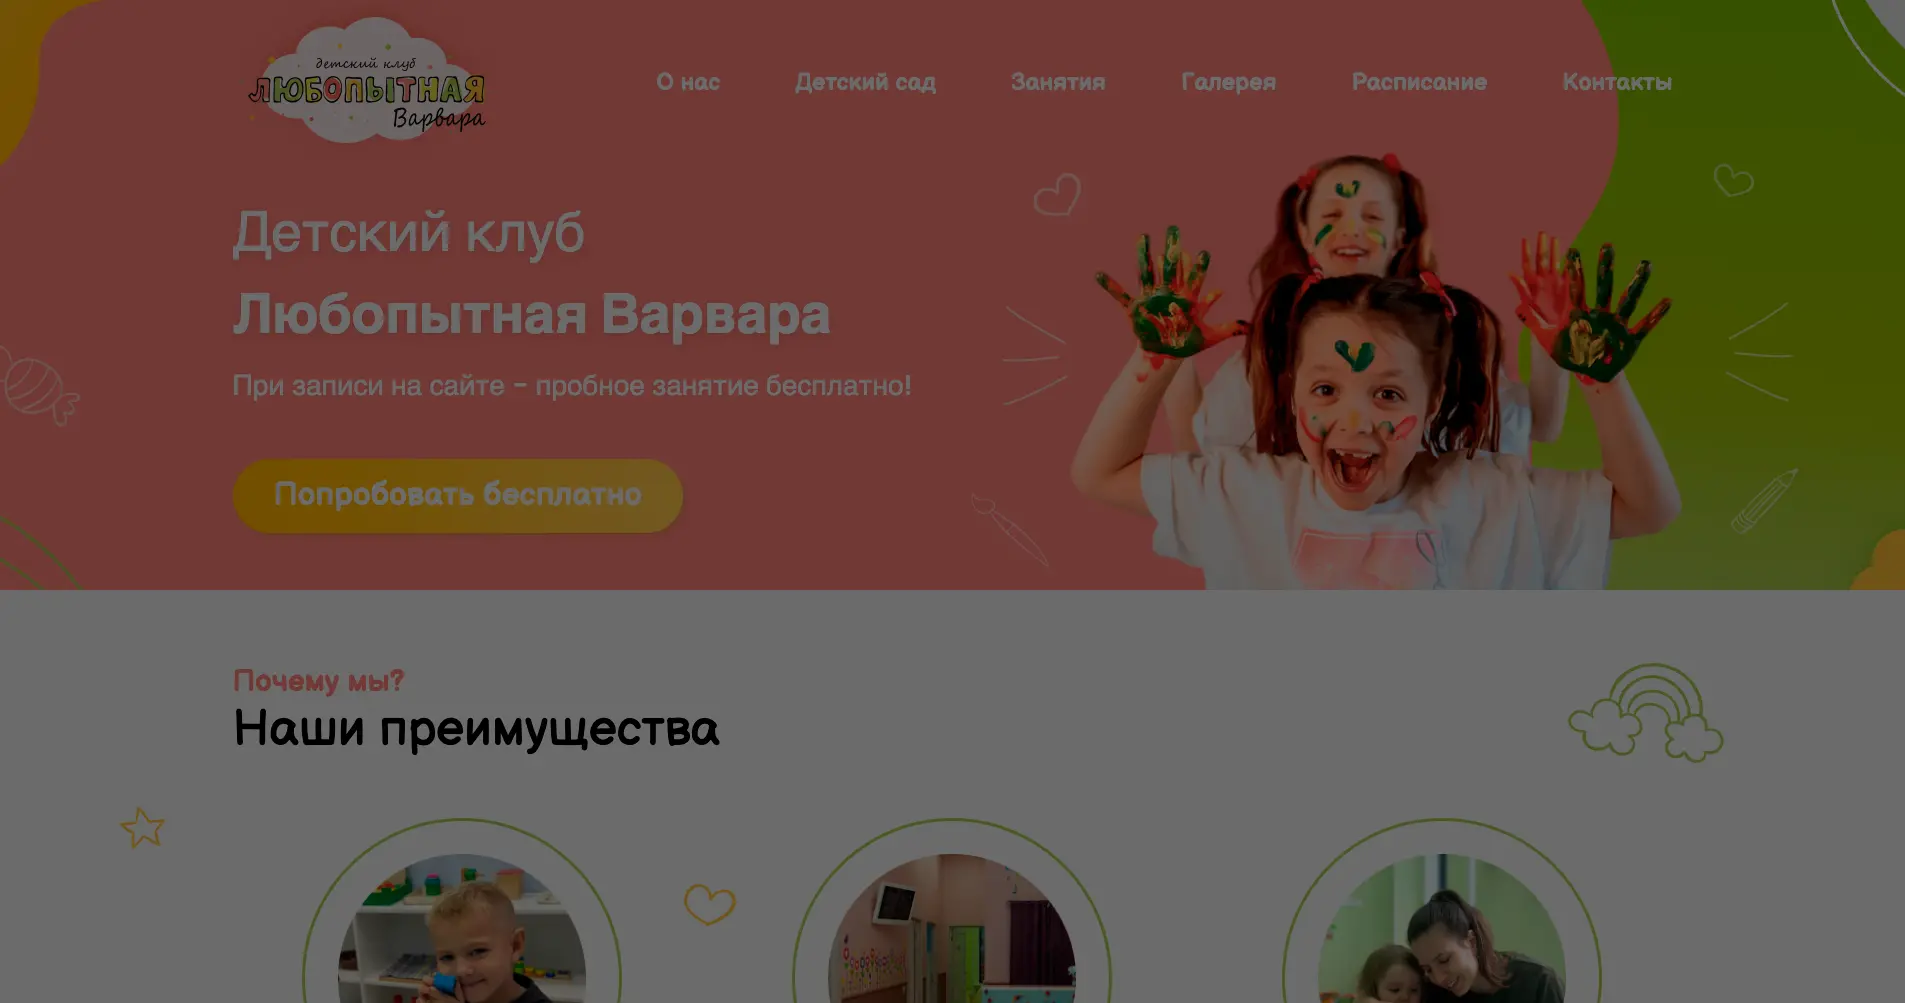 детский клуб
ЛЮБОПЫТНАЯ
Варвара
О нас
Детский сад
Занятия
Галерея
Расписание
Контакты
Детский клуб
Любопытная Варвара
При записи на сайте - пробное занятие бесплатно!
Попробовать бесплатно
Почему мы?
Наши преимущества